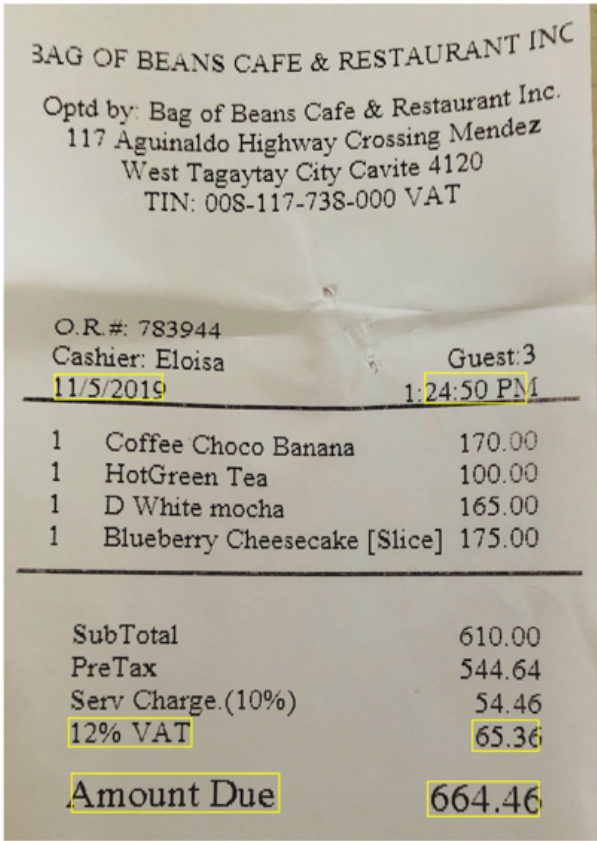 BAG OF BEANS CAFE & RESTAURANT INC
Optd by: Bag of Beans Cafe & Restaurant Inc.
117 Aguinaldo Highway Crossing Mendez
West Tagaytay City Cavite 4120
TIN: 008-117-738-000 VAT
O.R.#: 783944
Cashier: Eloisa Guest:3
11/5/2019 1:24:50 PM
1 Coffee Choco Banana 170.00
1 HotGreen Tea 100.00
1 D White mocha 165.00
1 Blueberry Cheesecake [Slice] 175.00
SubTotal 610.00
PreTax 544.64
Serv Charge.(10%) 54.46
12% VAT 65.36
Amount Due 664.46